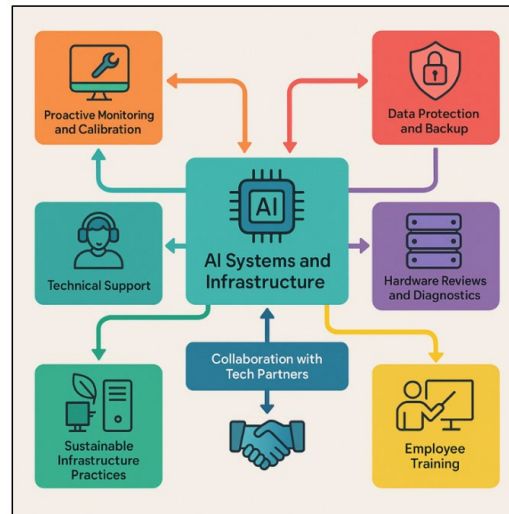 Proactive Monitoring
and Calibration
Data Protection
and Backup
AI
AI Systems and
Infrastructure
Technical Support
Hardware Reviews
and Diagnostics
Collaboration with
Tech Partners
Sustainable
Infrastructure
Practices
Employee
Training